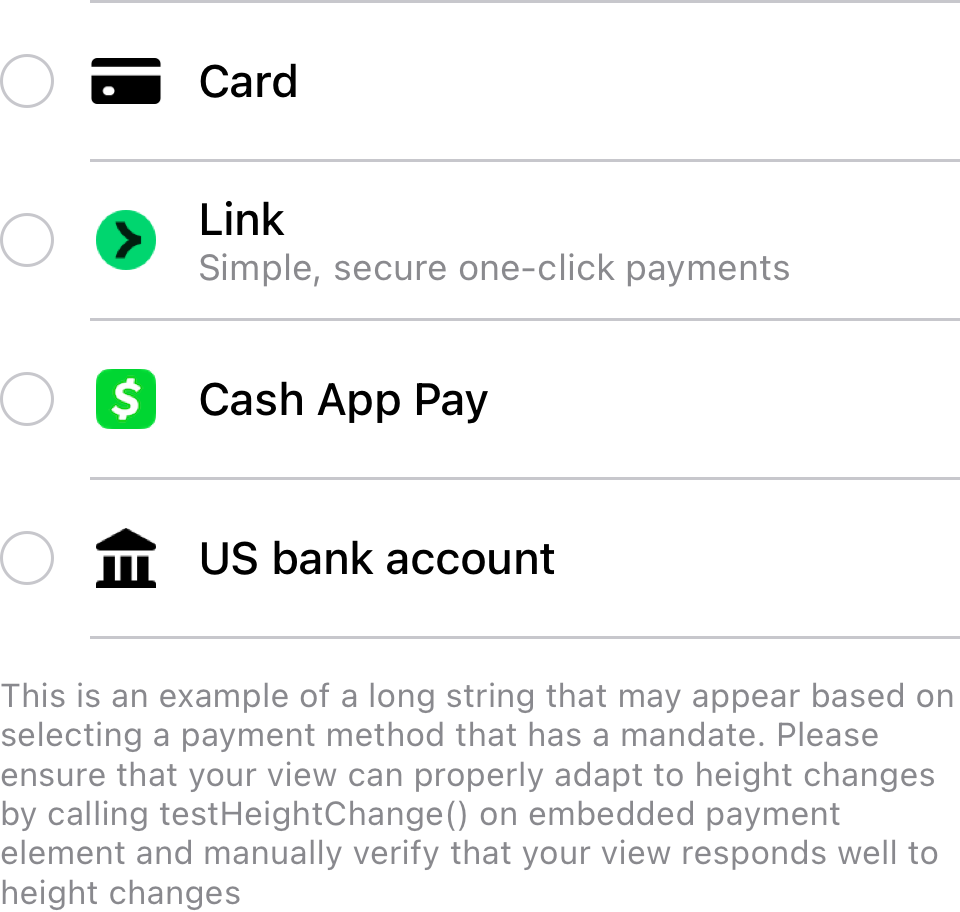 Card
Link
Simple, secure one-click payments
$
Cash App Pay
US bank account
This is an example of a long string that may appear based on
selecting a payment method that has a mandate. Please
ensure that your view can properly adapt to height changes
by calling testHeightChange() on embedded payment
element and manually verify that your view responds well to
height changes